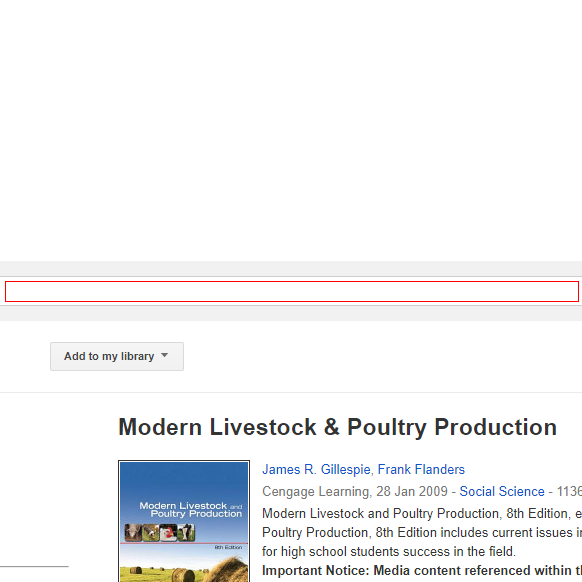 Add to my library
Modern Livestock & Poultry Production
James R. Gillespie, Frank Flanders
Cengage Learning, 28 Jan 2009 - Social Science - 1136
Modern Livestock and
Poultry Production
8th Edition
Modern Livestock and Poultry Production, 8th Edition, e
Poultry Production, 8th Edition includes current issues i
for high school students success in the field.
Important Notice: Media content referenced within t